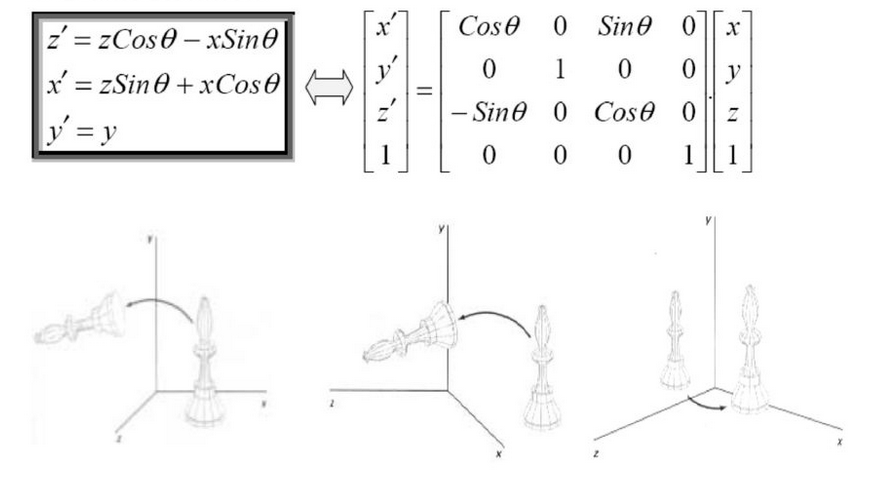 z′ = zCosθ − xSinθ
x′ = zSinθ + xCosθ
y′ = y
[x′ y′ z′ 1] = [Cosθ 0 Sinθ 0
0 1 0 0
−Sinθ 0 Cosθ 0
0 0 0 1] . [x y z 1]
y
x
z
y
z
x
y
z
x